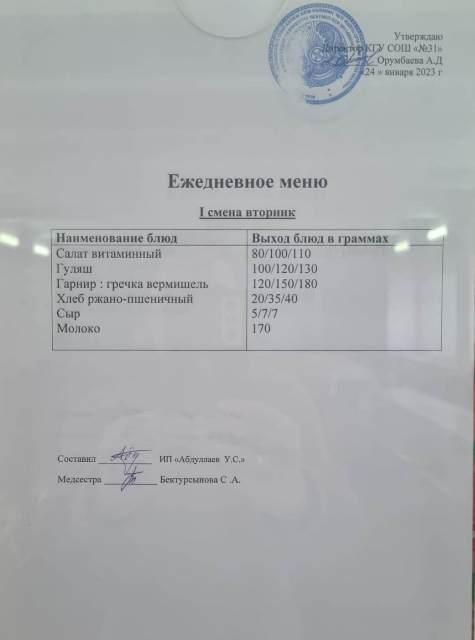 Утверждаю
Директор КГУ СОШ «№31»
Орумбаева А.Д
«24 » января 2023 г
Ежедневное меню
I смена вторник
Наименование блюд Выход блюд в граммах
Салат витаминный 80/100/110
Гуляш 100/120/130
Гарнир : гречка вермишель 120/150/180
Хлеб ржано-пшеничный 20/35/40
Сыр 5/7/7
Молоко 170
Составил ИП «Абдуллаев У.С.»
Медсестра Бектурсынова С .А.